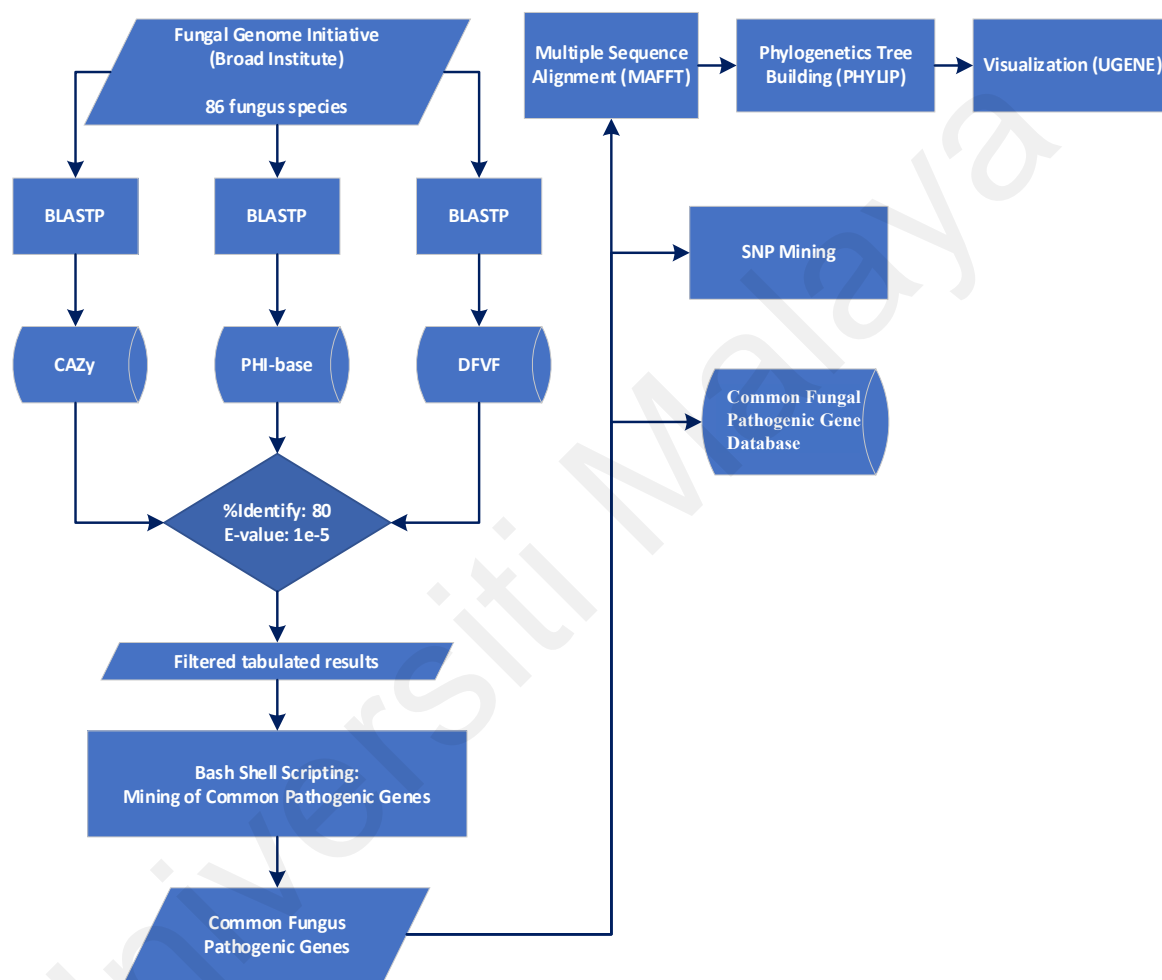 Fungal Genome Initiative
(Broad Institute)
86 fungus species
BLASTP
BLASTP
BLASTP
CAZy
PHI-base
DFVF
%Identify: 80
E-value: 1e-5
Filtered tabulated results
Bash Shell Scripting:
Mining of Common Pathogenic Genes
Common Fungus
Pathogenic Genes
Multiple Sequence
Alignment (MAFFT)
Phylogenetics Tree
Building (PHYLIP)
Visualization (UGENE)
SNP Mining
Common Fungal
Pathogenic Gene
Database
niversiti Malaya